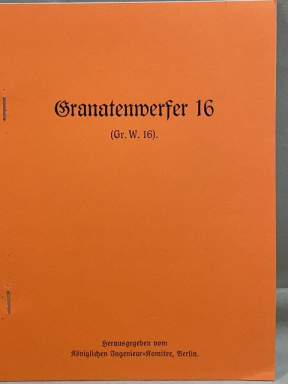 Granatenwerfer 16
(Gr. W. 16).
Herausgegeben vom
Königlichen Ingenieur=Komitee, Berlin.